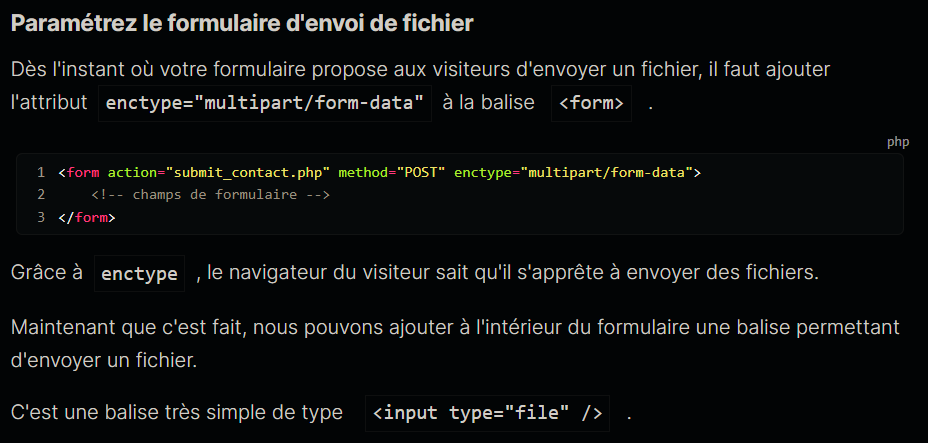 Paramétrez le formulaire d'envoi de fichier
Dès l'instant où votre formulaire propose aux visiteurs d'envoyer un fichier, il faut ajouter
l'attribut enctype="multipart/form-data" à la balise <form> .
php
1 <form action="submit_contact.php" method="POST" enctype="multipart/form-data">
2     <!-- champs de formulaire -->
3 </form>
Grâce à enctype , le navigateur du visiteur sait qu'il s'apprête à envoyer des fichiers.
Maintenant que c'est fait, nous pouvons ajouter à l'intérieur du formulaire une balise permettant
d'envoyer un fichier.
C'est une balise très simple de type <input type="file" /> .